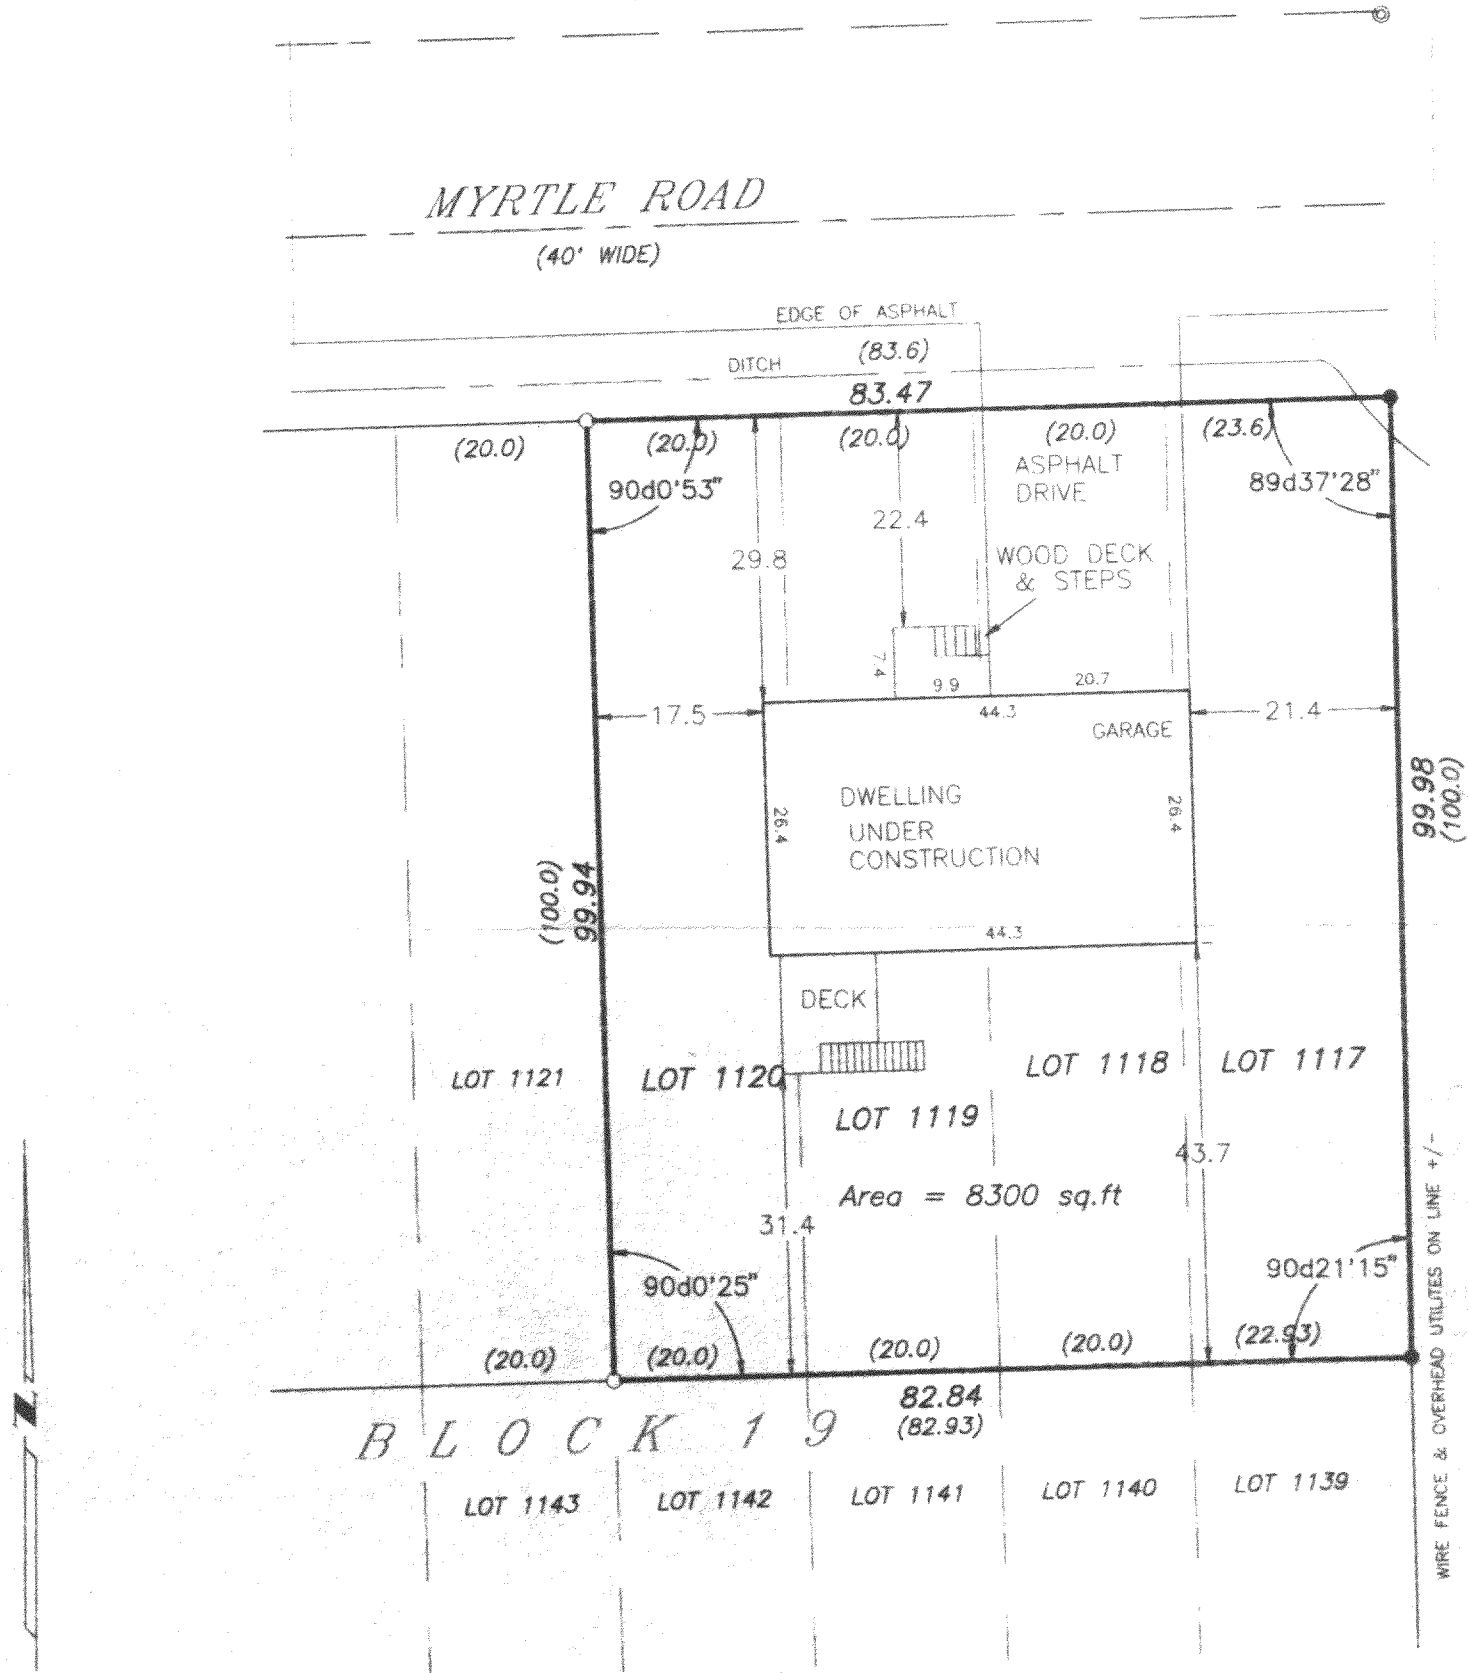 MYRTLE ROAD
(40' WIDE)
EDGE OF ASPHALT
DITCH
(83.6)
83.47
(20.0)
(20.0)
(20.0)
(20.0)
(23.6)
90d0'53"
ASPHALT
DRIVE
89d37'28"
22.4
29.8
WOOD DECK
& STEPS
7.4
9.9
20.7
17.5
44.3
21.4
GARAGE
DWELLING
UNDER
CONSTRUCTION
26.4
26.4
99.98
(100.0)
(100.0)
99.94
44.3
DECK
LOT 1121
LOT 1120
LOT 1119
LOT 1118
LOT 1117
43.7
Area = 8300 sq.ft
31.4
90d0'25"
90d21'15"
(20.0)
(20.0)
(20.0)
(20.0)
(22.93)
82.84
(82.93)
BLOCK 19
LOT 1143
LOT 1142
LOT 1141
LOT 1140
LOT 1139
WIRE FENCE & OVERHEAD UTILITES ON LINE +/-
N